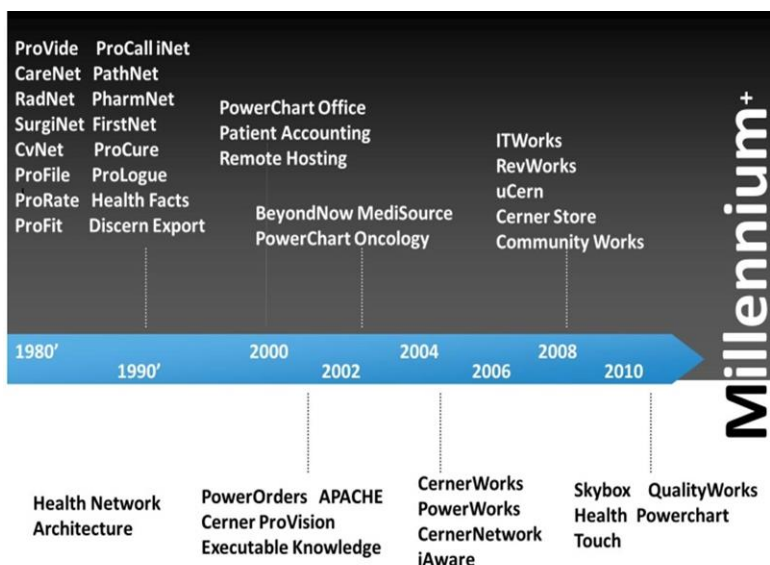 ProVide ProCall iNet
CareNet PathNet
RadNet PharmNet
SurgiNet FirstNet
CvNet ProCure
ProFile ProLogue
ProRate Health Facts
ProFit Discern Export
PowerChart Office
Patient Accounting
Remote Hosting
BeyondNow MediSource
PowerChart Oncology
ITWorks
RevWorks
uCern
Cerner Store
Community Works
Millennium+
1980' 2000 2004 2008
1990' 2002 2006 2010
Health Network
Architecture
PowerOrders APACHE
Cerner ProVision
Executable Knowledge
CernerWorks
PowerWorks
CernerNetwork
iAware
Skybox QualityWorks
Health Powerchart
Touch